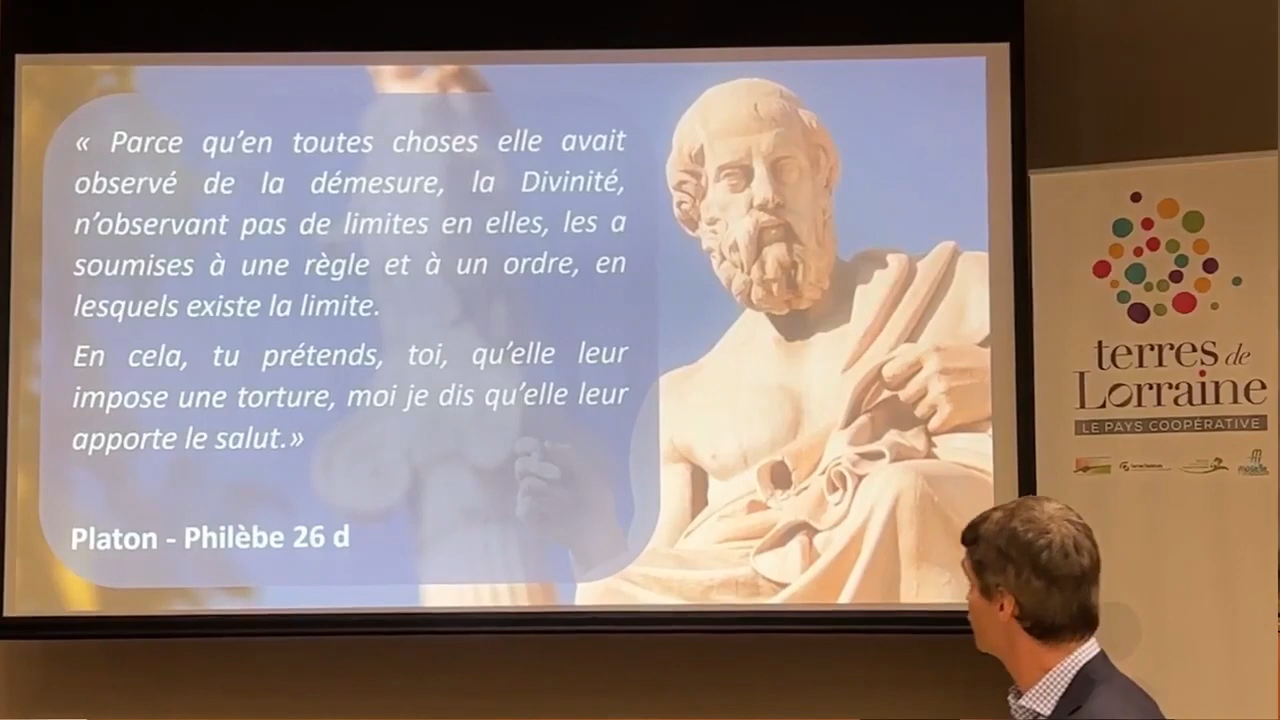 « Parce qu’en toutes choses elle avait
observé de la démesure, la Divinité,
n’observant pas de limites en elles, les a
soumises à une règle et à un ordre, en
lesquels existe la limite.
En cela, tu prétends, toi, qu’elle leur
impose une torture, moi je dis qu’elle leur
apporte le salut.»
Platon - Philèbe 26 d
terres de
Lorraine
LE PAYS COOPÉRATIVE